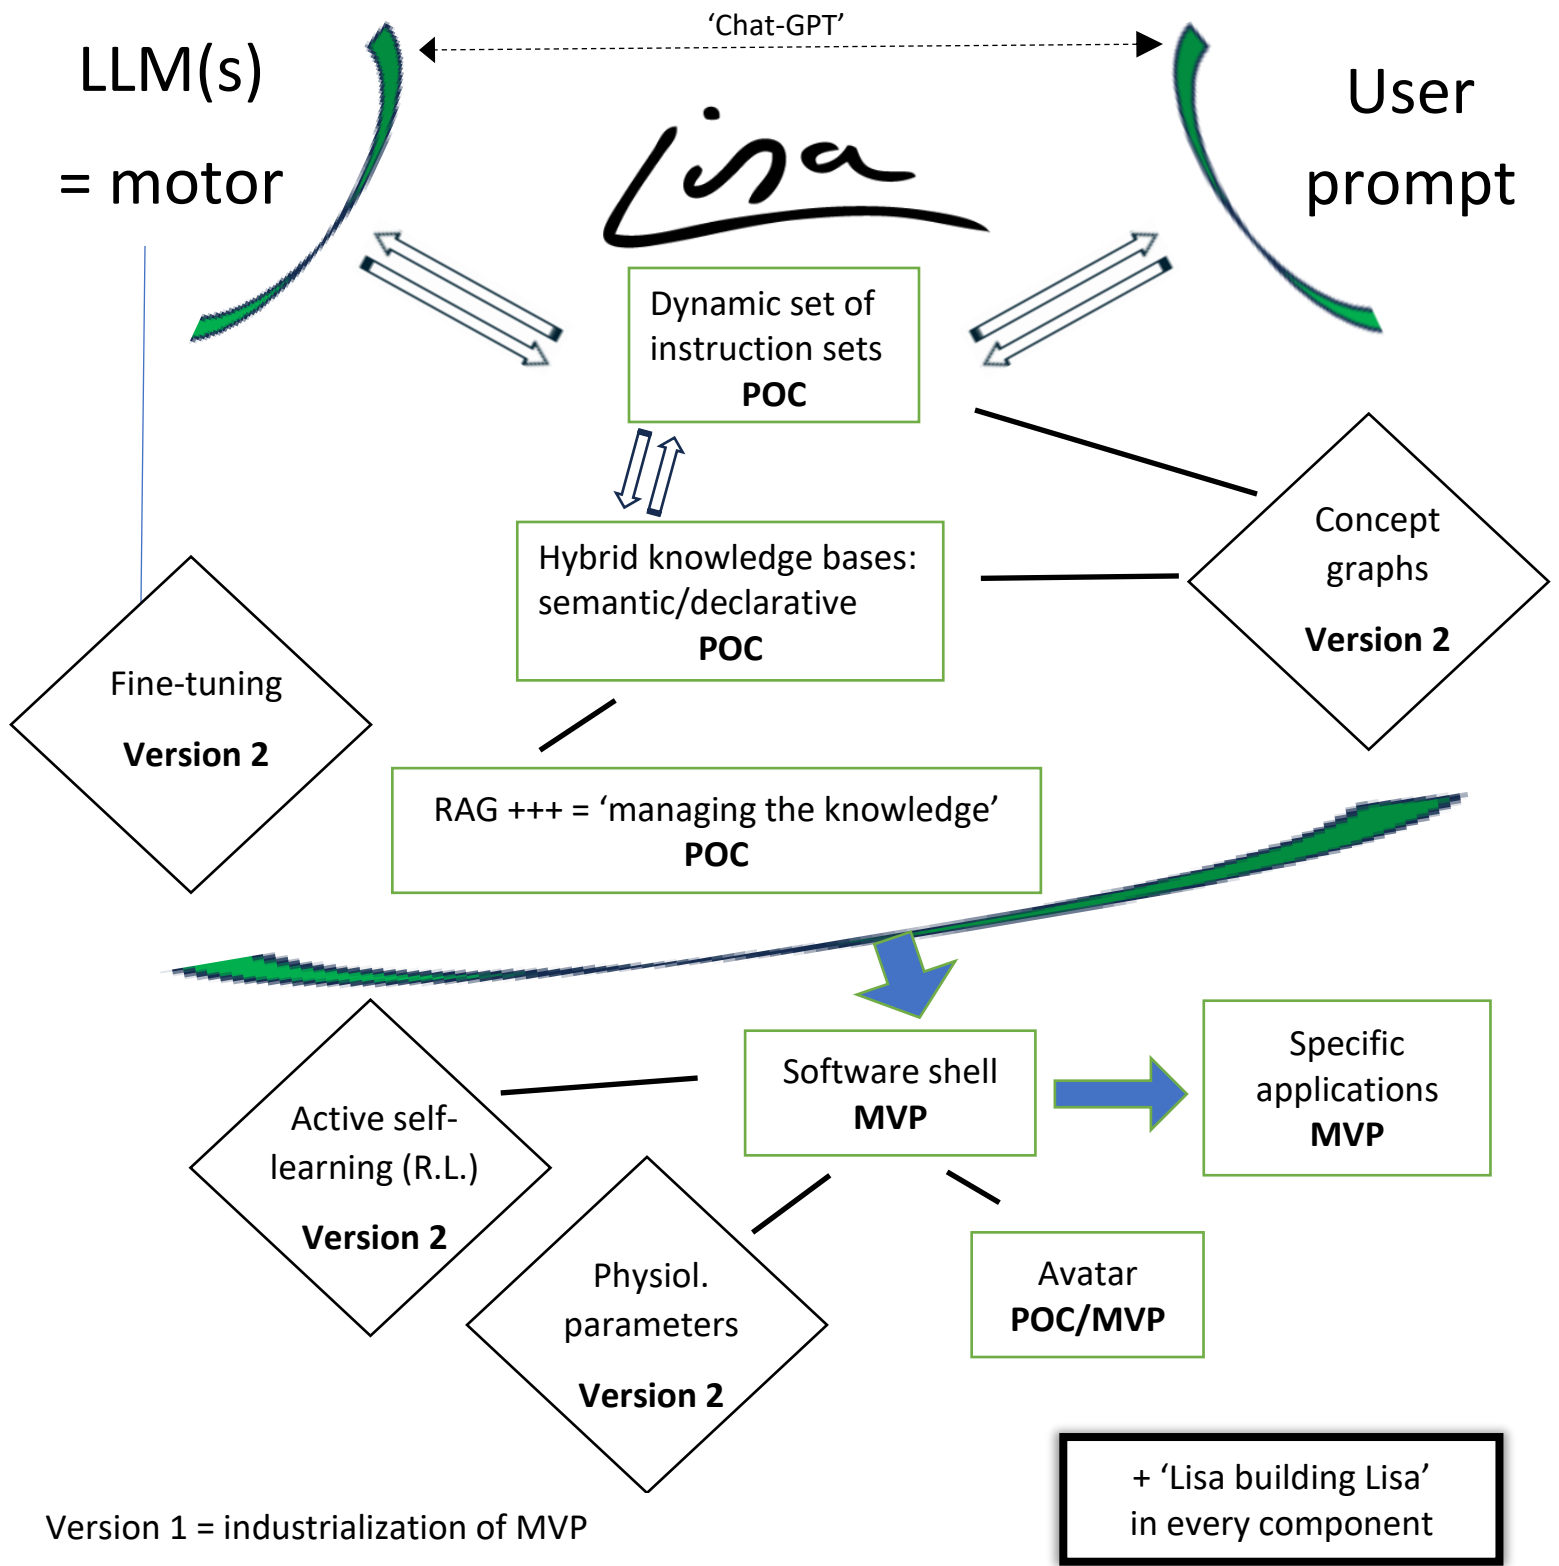 ‘Chat-GPT’
LLM(s)
= motor
User
prompt
Lisa
Dynamic set of
instruction sets
POC
Concept
graphs
Version 2
Hybrid knowledge bases:
semantic/declarative
POC
Fine-tuning
Version 2
RAG +++ = ‘managing the knowledge’
POC
Software shell
MVP
Specific
applications
MVP
Active self-
learning (R.L.)
Version 2
Physiol.
parameters
Version 2
Avatar
POC/MVP
+ ‘Lisa building Lisa’
in every component
Version 1 = industrialization of MVP